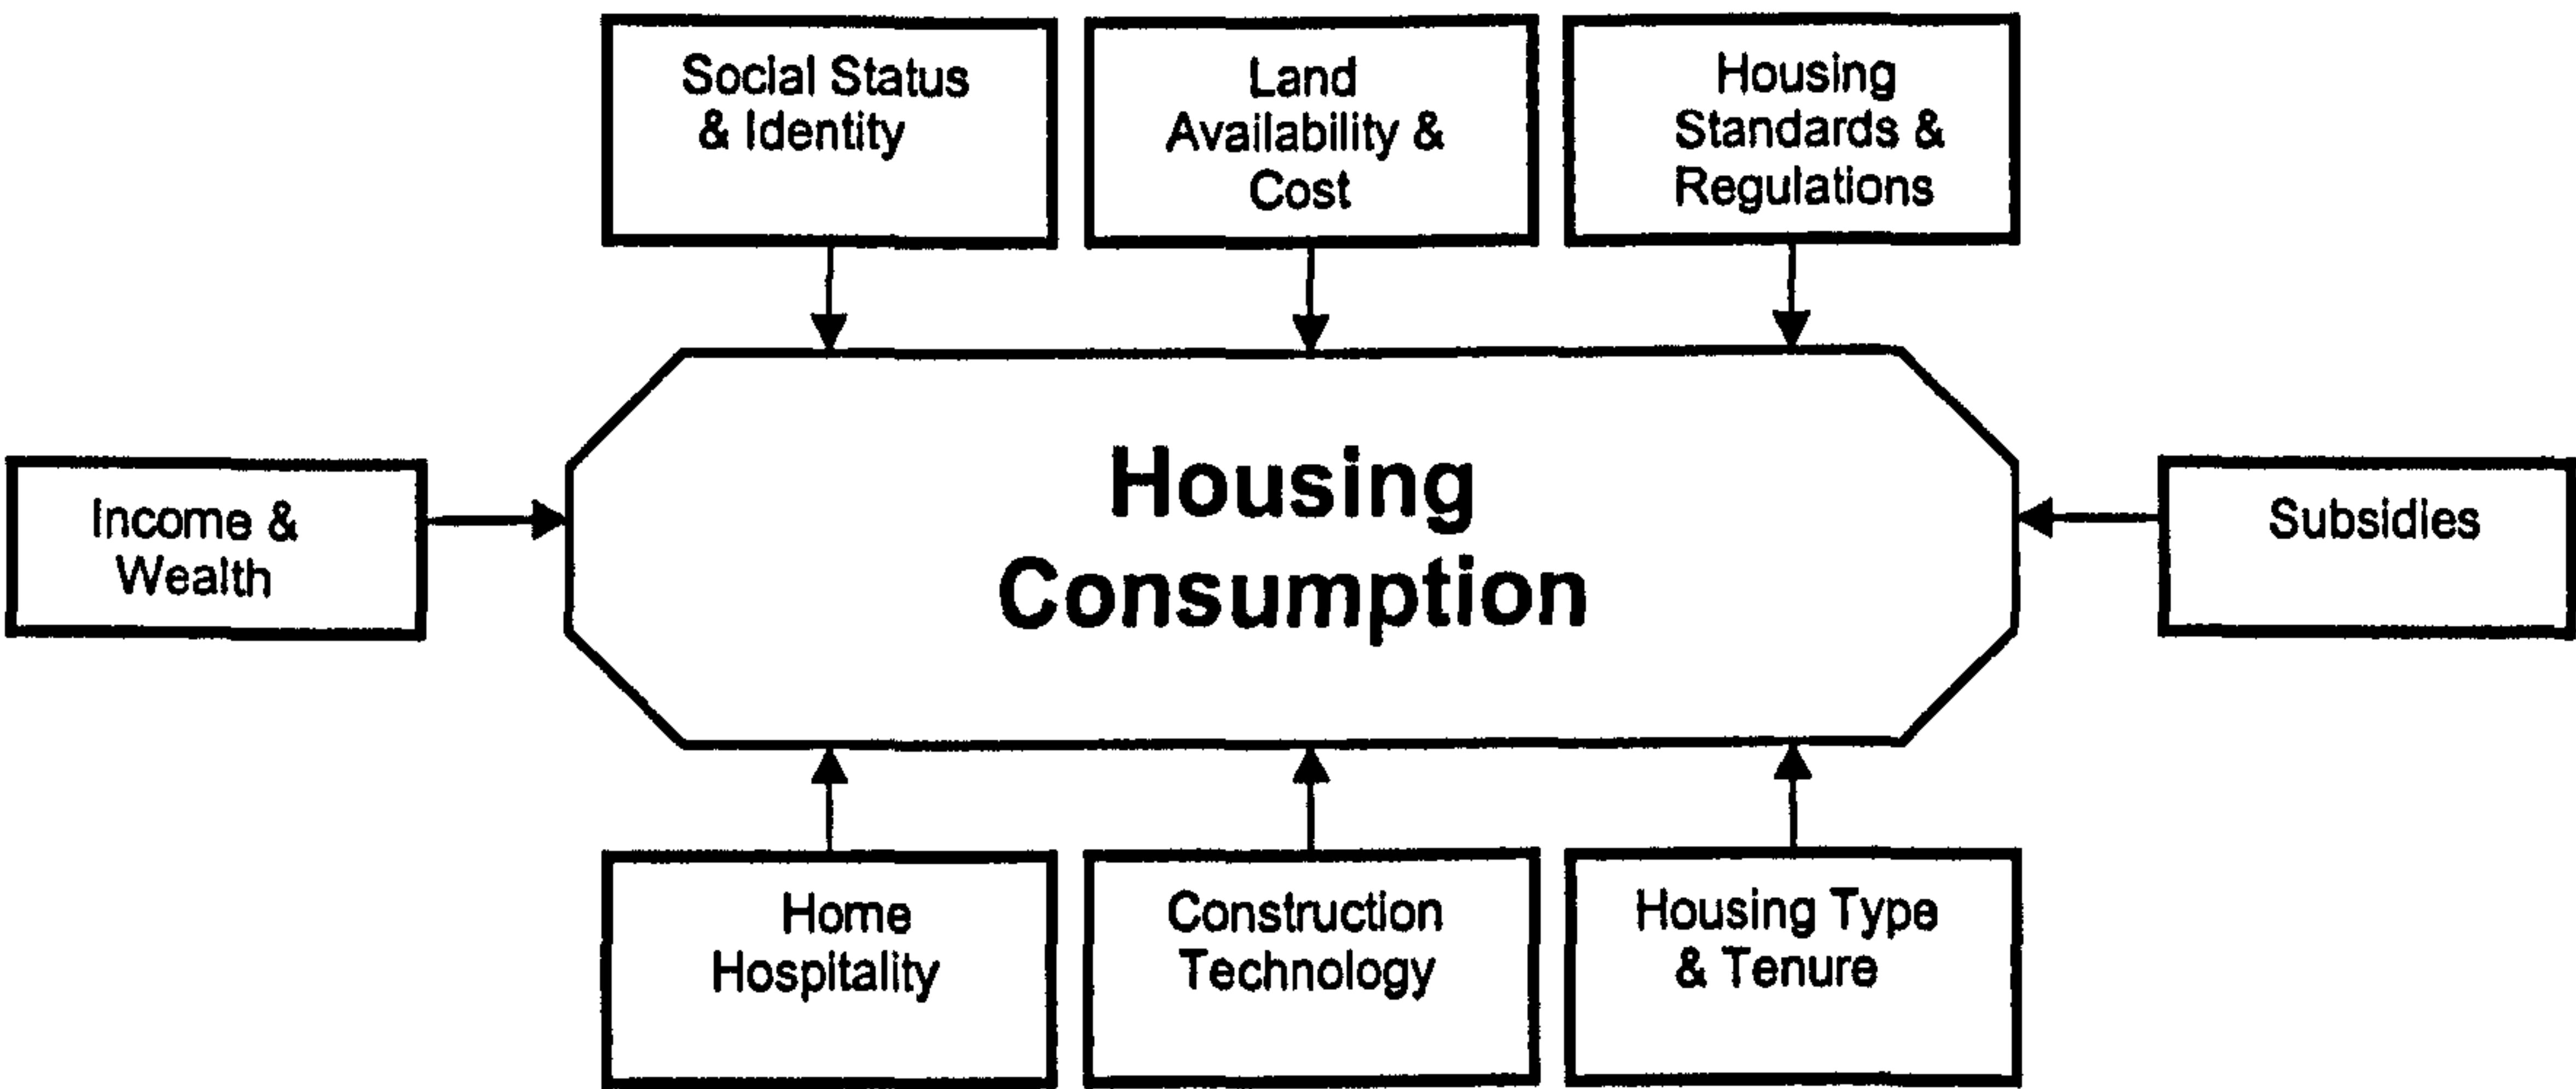 Social Status
& Identity
Land
Availability &
Cost
Housing
Standards &
Regulations
Income &
Wealth
Housing
Consumption
Subsidies
Home
Hospitality
Construction
Technology
Housing Type
& Tenure